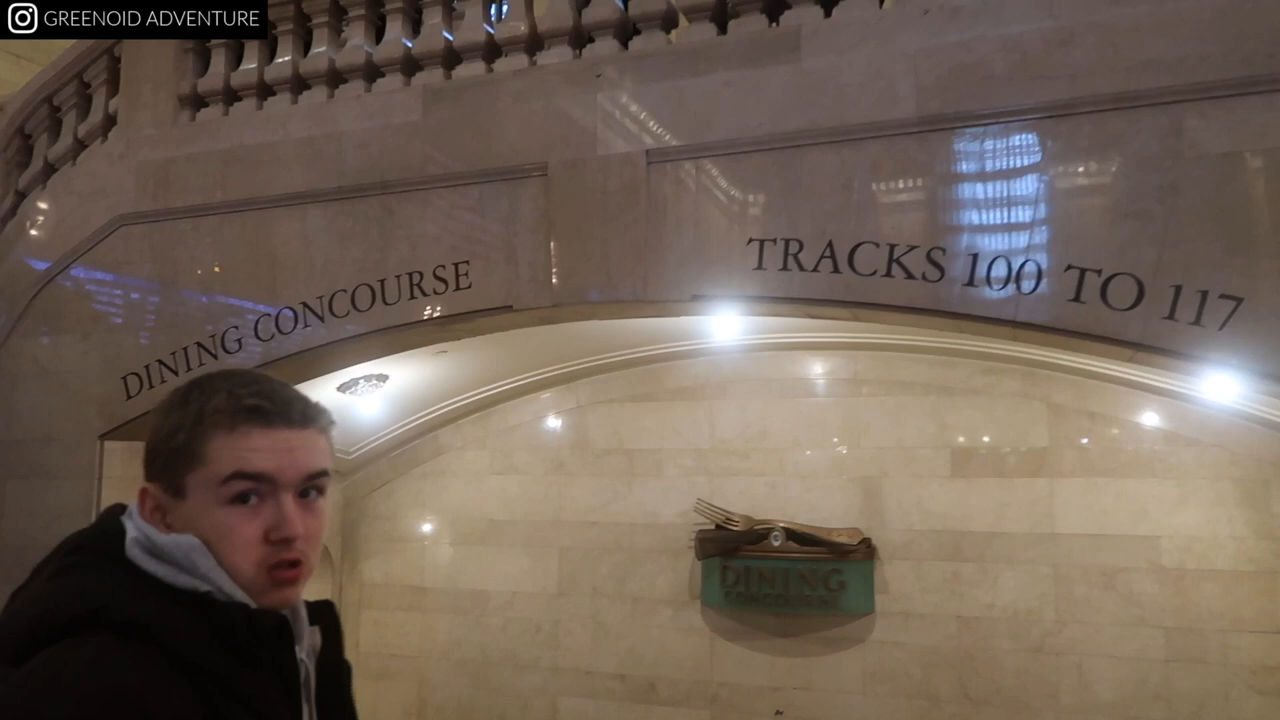 GREENOID ADVENTURE
DINING CONCOURSE
TRACKS 100 TO 117
DINING
CONCOURSE